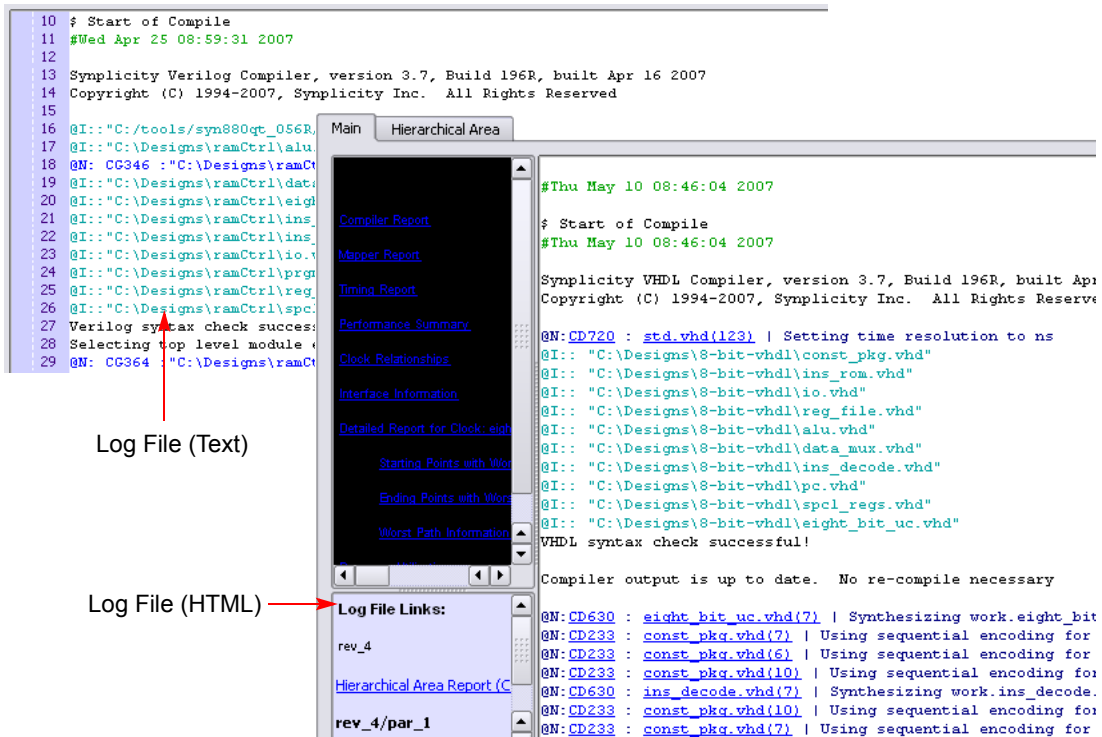 10 $ Start of Compile
11 #Wed Apr 25 08:59:31 2007
12
13 Synplicity Verilog Compiler, version 3.7, Build 196R, built Apr 16 2007
14 Copyright (C) 1994-2007, Synplicity Inc.  All Rights Reserved
15
16 @I::"C:/tools/syn880qt_056R/
17 @I::"C:\Designs\ramCtrl\alu.
18 @N: CG346 :"C:\Designs\ramCt
19 @I::"C:\Designs\ramCtrl\data
20 @I::"C:\Designs\ramCtrl\eigh
21 @I::"C:\Designs\ramCtrl\ins_
22 @I::"C:\Designs\ramCtrl\ins_
23 @I::"C:\Designs\ramCtrl\io.v
24 @I::"C:\Designs\ramCtrl\prgm
25 @I::"C:\Designs\ramCtrl\reg_
26 @I::"C:\Designs\ramCtrl\spcl
27 Verilog syntax check success
28 Selecting top level module e
29 @N: CG364 :"C:\Designs\ramCt
Log File (Text)
Main Hierarchical Area
Compiler Report
Mapper Report
Timing Report
Performance Summary
Clock Relationships
Interface Information
Detailed Report for Clock: eigh
Starting Points with Wor
Ending Points with Wors
Worst Path Information
Log File (HTML)
Log File Links:
rev_4
Hierarchical Area Report (C
rev_4/par_1
#Thu May 10 08:46:04 2007
$ Start of Compile
#Thu May 10 08:46:04 2007
Synplicity VHDL Compiler, version 3.7, Build 196R, built Apr
Copyright (C) 1994-2007, Synplicity Inc.  All Rights Reserve
@N:CD720 : std.vhd(123) | Setting time resolution to ns
@I:: "C:\Designs\8-bit-vhdl\const_pkg.vhd"
@I:: "C:\Designs\8-bit-vhdl\ins_rom.vhd"
@I:: "C:\Designs\8-bit-vhdl\io.vhd"
@I:: "C:\Designs\8-bit-vhdl\reg_file.vhd"
@I:: "C:\Designs\8-bit-vhdl\alu.vhd"
@I:: "C:\Designs\8-bit-vhdl\data_mux.vhd"
@I:: "C:\Designs\8-bit-vhdl\ins_decode.vhd"
@I:: "C:\Designs\8-bit-vhdl\pc.vhd"
@I:: "C:\Designs\8-bit-vhdl\spcl_regs.vhd"
@I:: "C:\Designs\8-bit-vhdl\eight_bit_uc.vhd"
VHDL syntax check successful!
Compiler output is up to date.  No re-compile necessary
@N:CD630 : eight_bit_uc.vhd(7) | Synthesizing work.eight_bit
@N:CD233 : const_pkg.vhd(7) | Using sequential encoding for
@N:CD233 : const_pkg.vhd(6) | Using sequential encoding for
@N:CD233 : const_pkg.vhd(10) | Using sequential encoding for
@N:CD630 : ins_decode.vhd(7) | Synthesizing work.ins_decode.
@N:CD233 : const_pkg.vhd(10) | Using sequential encoding for
@N:CD233 : const_pkg.vhd(7) | Using sequential encoding for